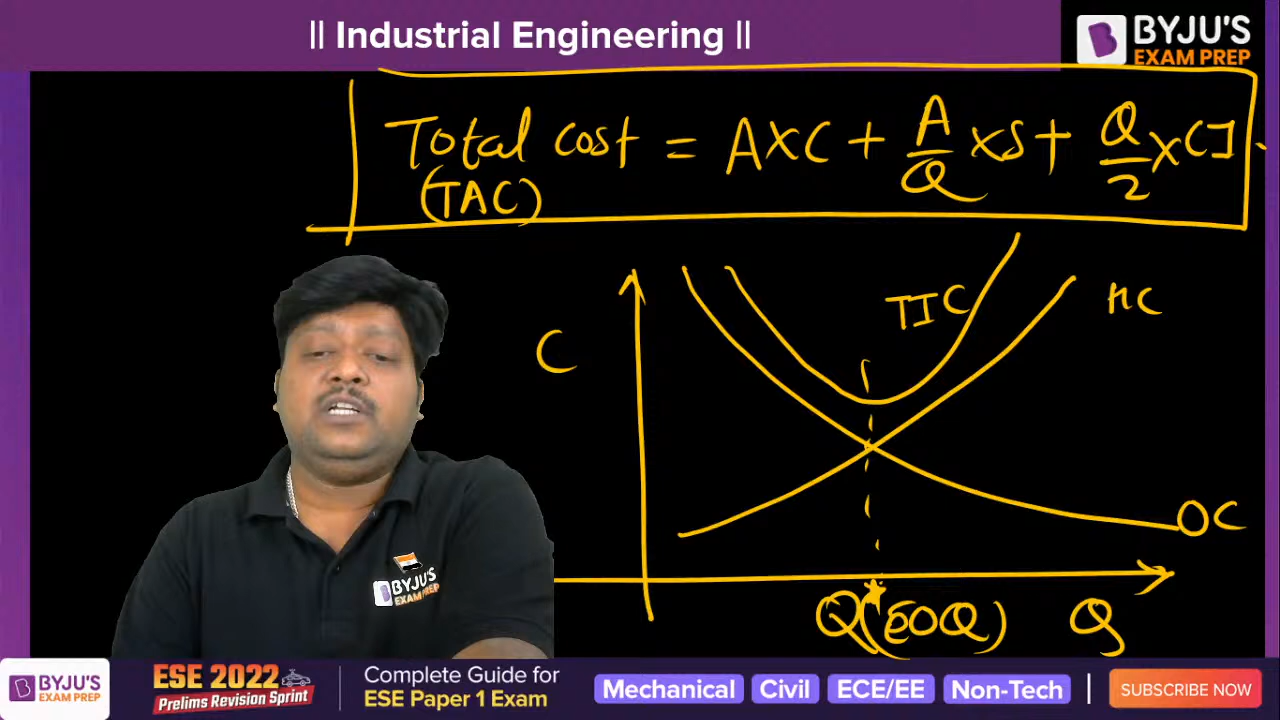 || Industrial Engineering ||
BYJU'S
EXAM PREP
Total cost = A×C + A/Q ×S + Q/2 ×CI
(TAC)
TIC
HC
C
OC
Q*(EOQ) Q
BYJU'S
EXAM PREP
BYJU'S
EXAM PREP
ESE 2022
Prelims Revision Sprint
Complete Guide for
ESE Paper 1 Exam
Mechanical Civil ECE/EE Non-Tech
SUBSCRIBE NOW